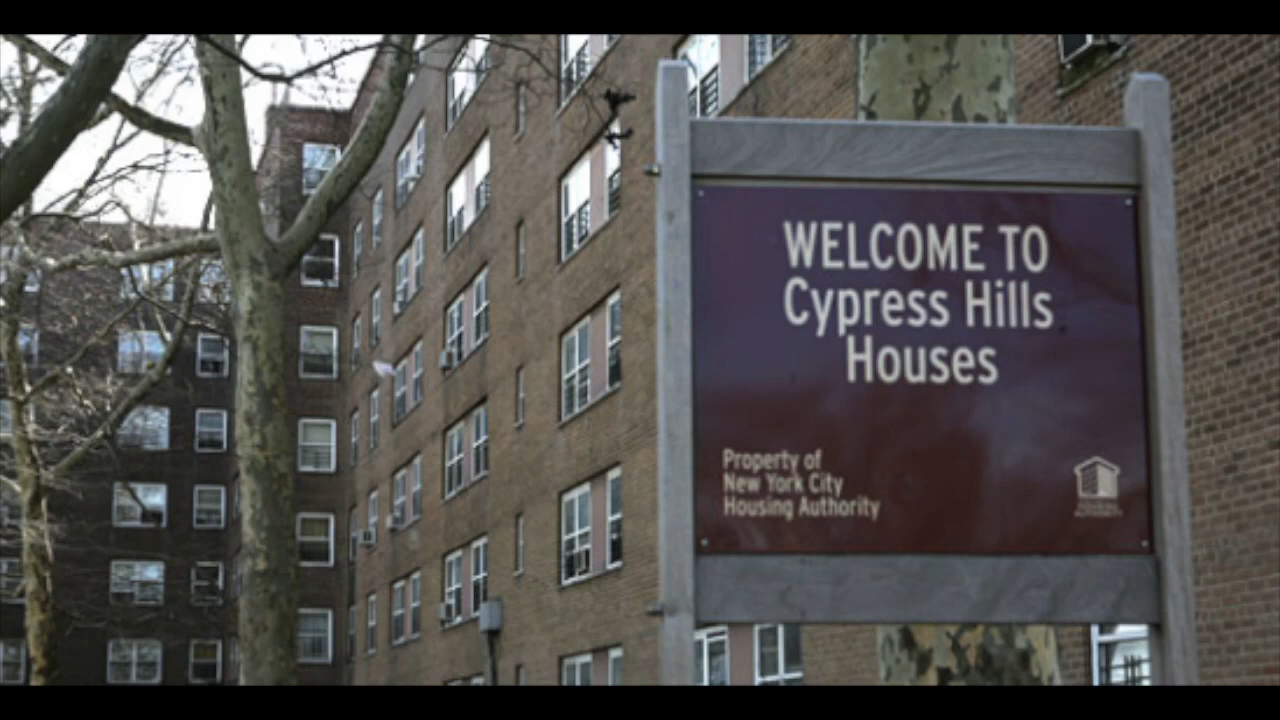 WELCOME TO
Cypress Hills
Houses
Property of
New York City
Housing Authority